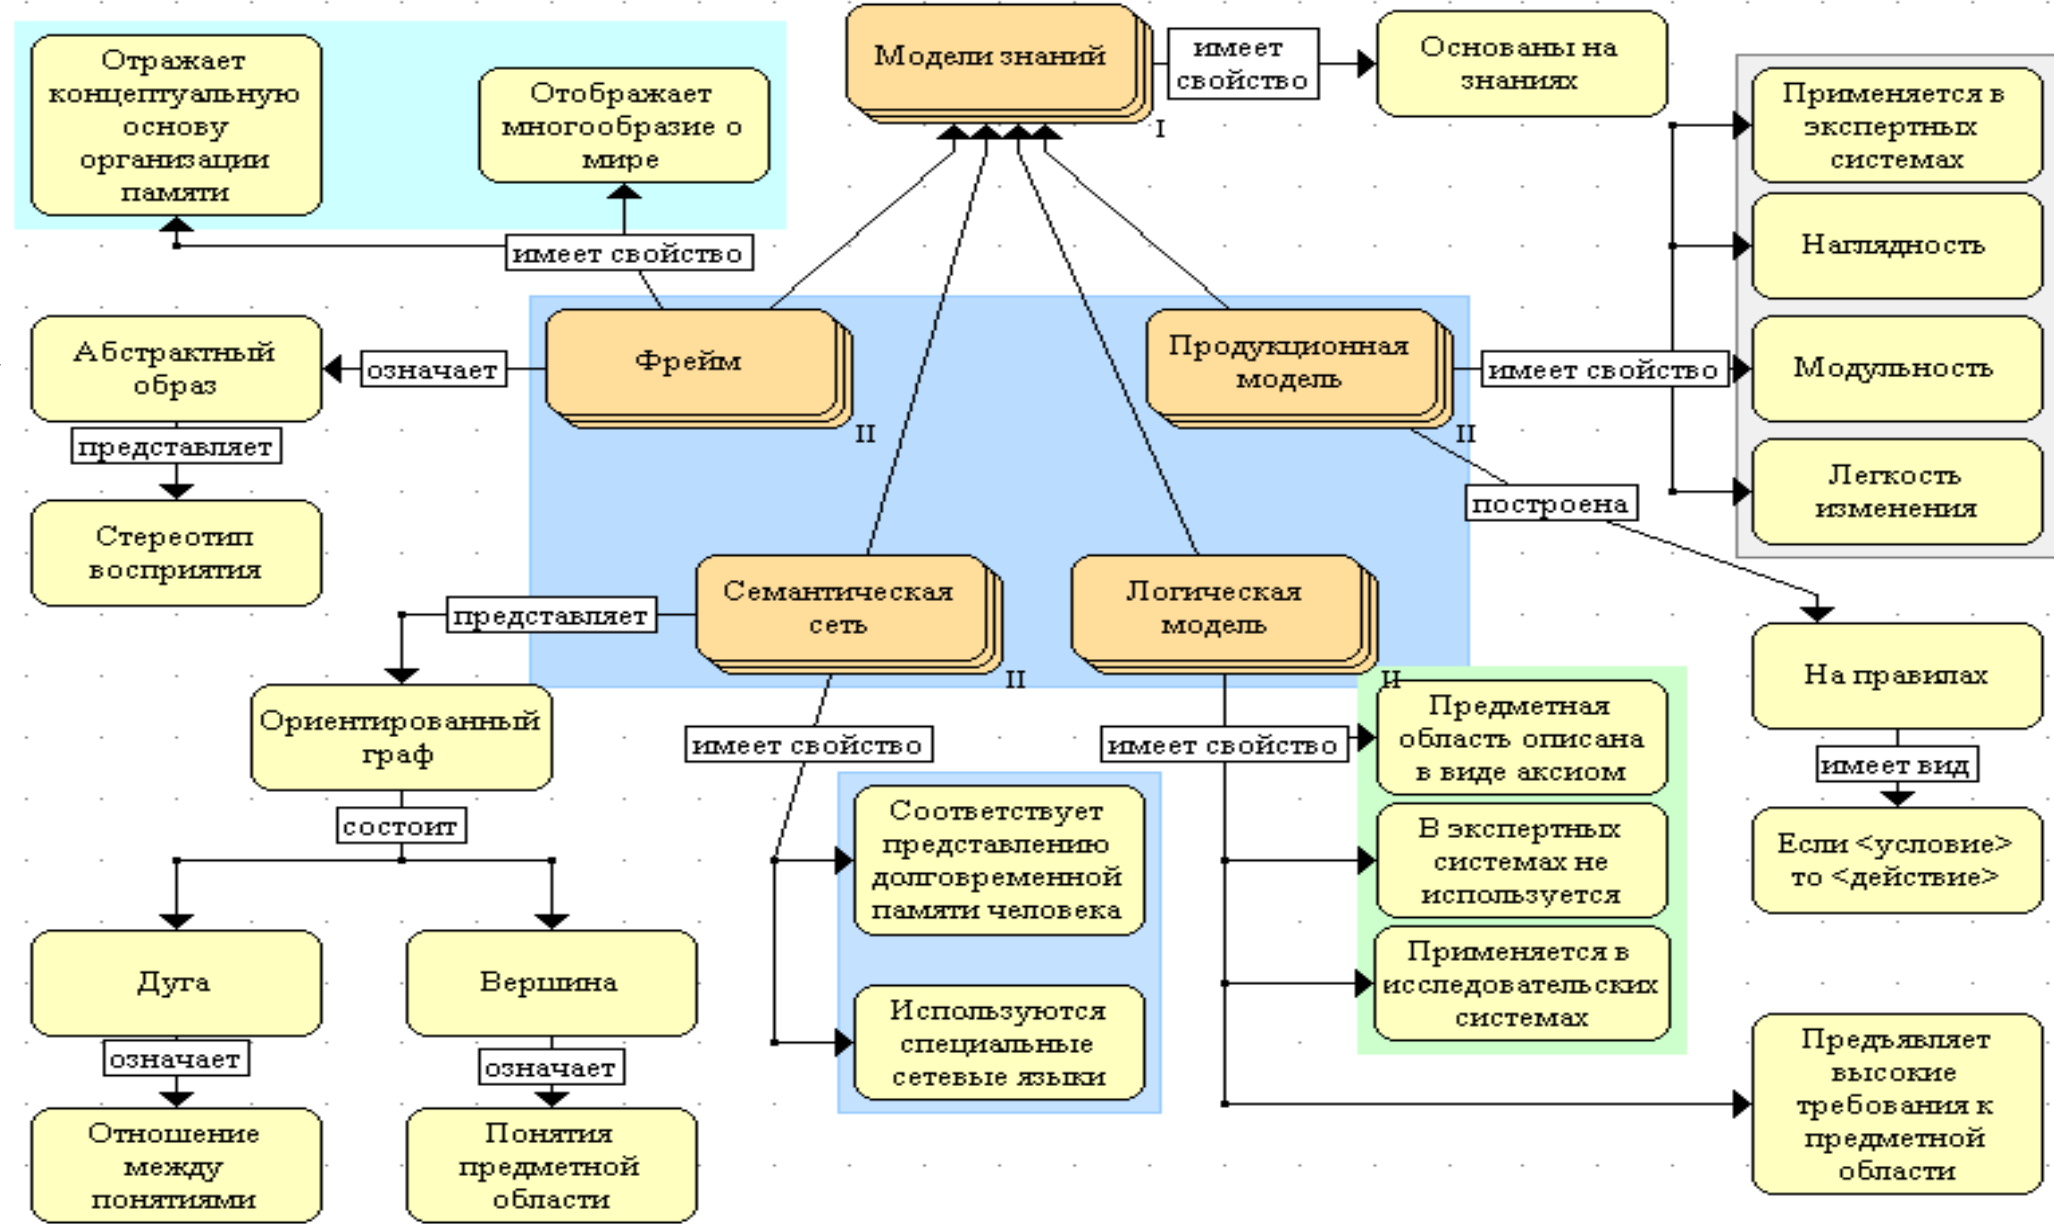 Модели знаний
I
имеет
свойство
Основаны на
знаниях
Отражает
концептуальную
основу
организации
памяти
Отображает
многообразие о
мире
имеет свойство
Применяется в
экспертных
системах
Наглядность
Модульность
Легкость
изменения
Абстрактный
образ
означает
Фрейм
II
Продукционная
модель
II
имеет свойство
представляет
Стереотип
восприятия
построена
представляет
Семантическая
сеть
II
Логическая
модель
II
На правилах
имеет вид
Если <условие>
то <действие>
Ориентированный
граф
состоит
имеет свойство
имеет свойство
Предметная
область описана
в виде аксиом
Соответствует
представлению
долговременной
памяти человека
В экспертных
системах не
используется
Дуга
Вершина
Используются
специальные
сетевые языки
Применяется в
исследовательских
системах
означает
означает
Отношение
между
понятиями
Понятия
предметной
области
Предъявляет
высокие
требования к
предметной
области